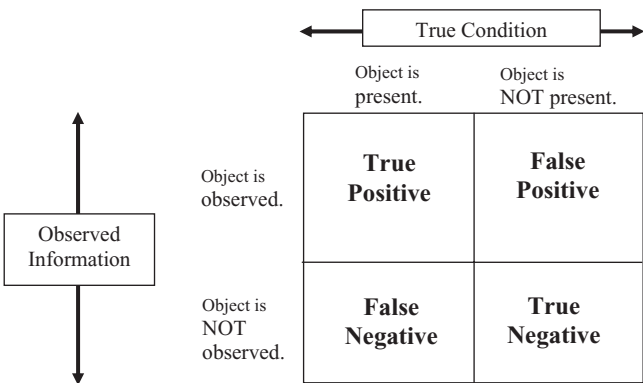 True Condition
Object is
present.
Object is
NOT present.
Object is
observed.
True
Positive
False
Positive
Observed
Information
Object is
NOT
observed.
False
Negative
True
Negative